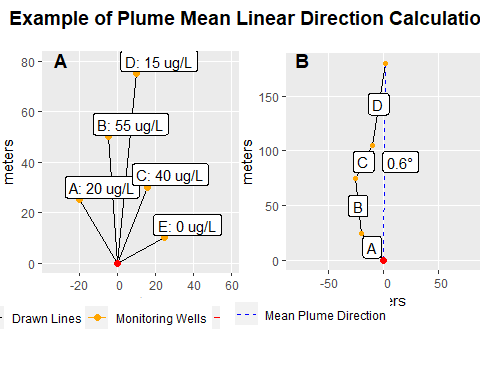 Example of Plume Mean Linear Direction Calculatio
A
80
60
40
20
0
meters
D: 15 ug/L
B: 55 ug/L
C: 40 ug/L
A: 20 ug/L
E: 0 ug/L
-20 0 20 40 60
B
150
100
50
0
meters
D
C
0.6°
B
A
-50 0 50
ers
Drawn Lines Monitoring Wells Mean Plume Direction